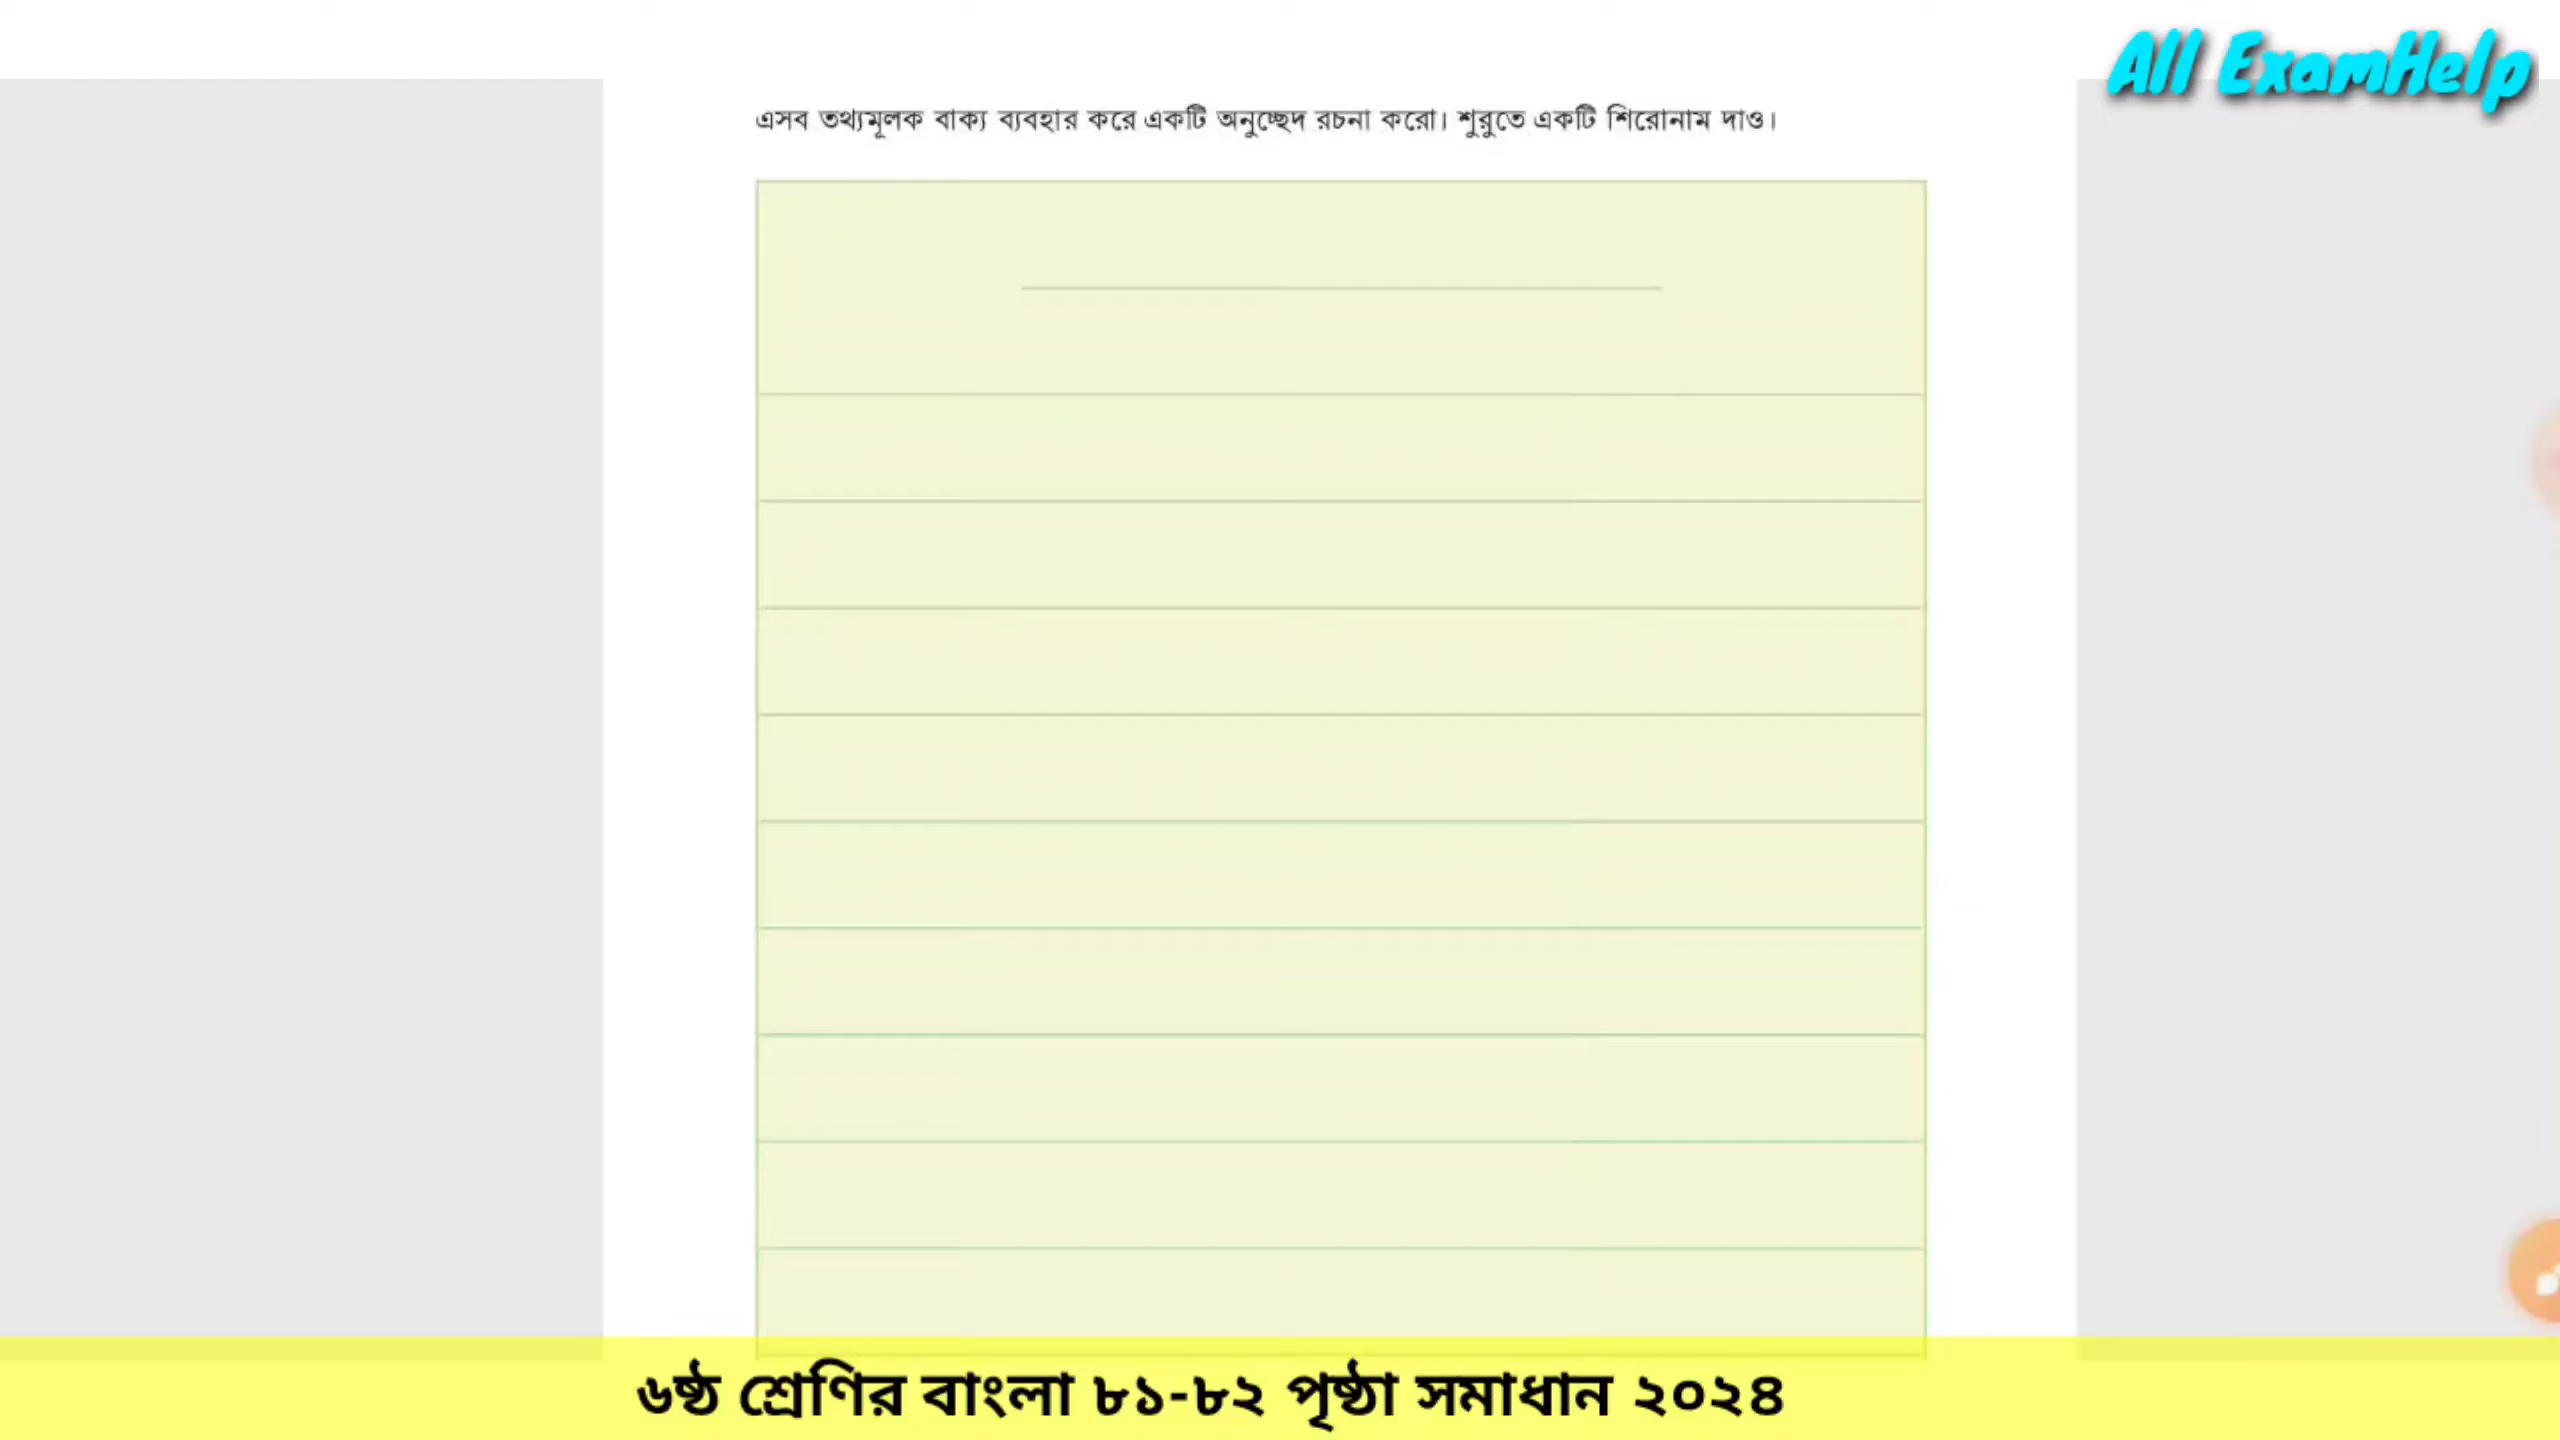 All ExamHelp
এসব তথ্যমূলক বাক্য ব্যবহার করে একটি অনুচ্ছেদ রচনা করো। শুরুতে একটি শিরোনাম দাও।
৬ষ্ঠ শ্রেণির বাংলা ৮১-৮২ পৃষ্ঠা সমাধান ২০২৪